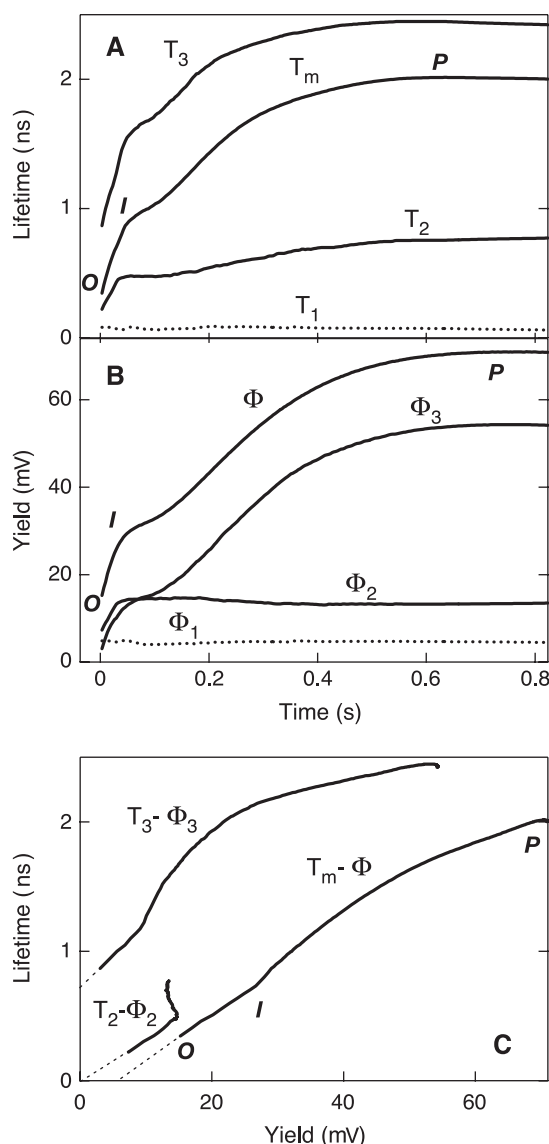 A
T3
Tm
P
2
I
1
T2
O
T1
0
Lifetime (ns)
B
Φ
P
60
Φ3
40
I
20
Φ2
O
Φ1
0
Yield (mV)
0 0.2 0.4 0.6 0.8
Time (s)
2
T3-Φ3
Tm-Φ
P
1
T2-Φ2
I
O
C
0
Lifetime (ns)
20 40 60
Yield (mV)